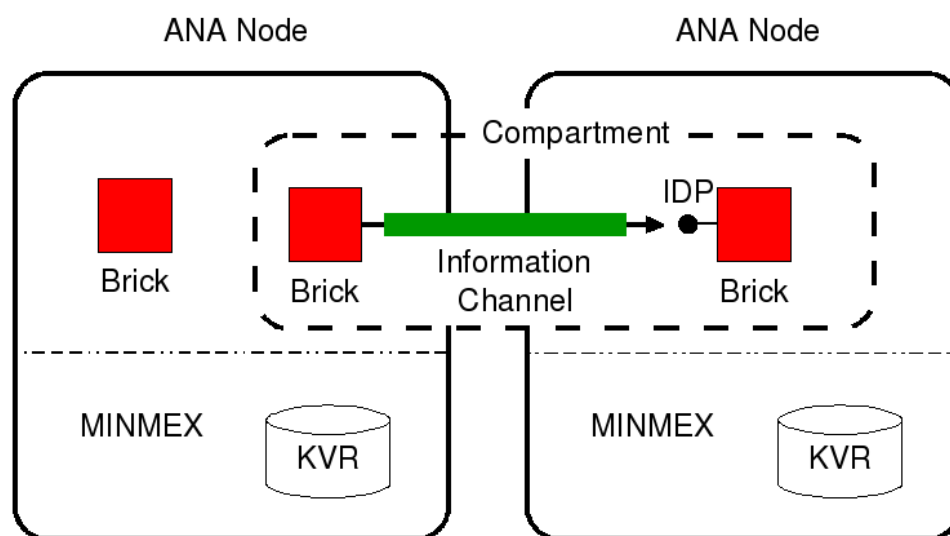 ANA Node
ANA Node
Compartment
IDP
Brick
Brick
Information
Channel
Brick
MINMEX
KVR
MINMEX
KVR